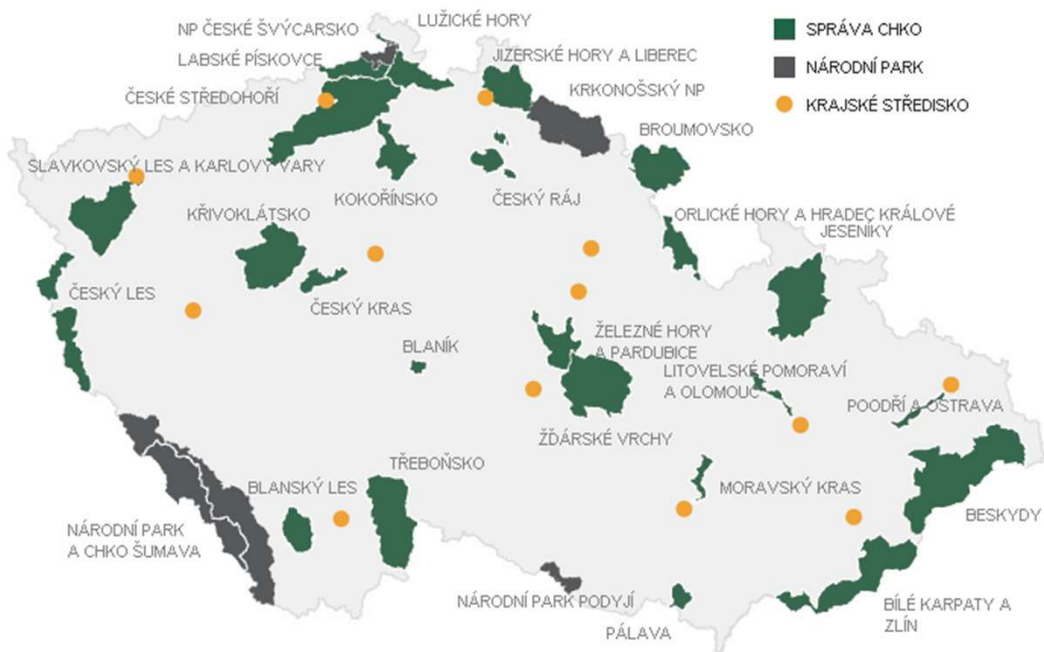 LUŽICKÉ HORY
NP ČESKÉ ŠVÝCARSKO
LABSKÉ PÍSKOVCE
JIZERSKÉ HORY A LIBEREC
SPRÁVA CHKO
NÁRODNÍ PARK
KRAJSKÉ STŘEDISKO
ČESKÉ STŘEDOHOŘÍ
KRKONOŠSKÝ NP
BROUMOVSKO
SLAVKOVSKÝ LES A KARLOVÝ VARY
KOKOŘÍNSKO
ČESKÝ RÁJ
KŘIVOKLÁTSKO
ORLICKÉ HORY A HRADEC KRÁLOVÉ
JESENÍKY
ČESKÝ LES
ČESKÝ KRAS
BLANÍK
ŽELEZNÉ HORY
A PARDUBICE
LITOVELSKÉ POMORAVÍ
A OLOMOUC
POODŘÍ A OSTRAVA
ŽĎÁRSKÉ VRCHY
TŘEBOŇSKO
BLANSKÝ LES
MORAVSKÝ KRAS
BESKYDY
NÁRODNÍ PARK
A CHKO ŠUMAVA
NÁRODNÍ PARK PODYJÍ
PÁLAVA
BÍLÉ KARPATY A
ZLÍN